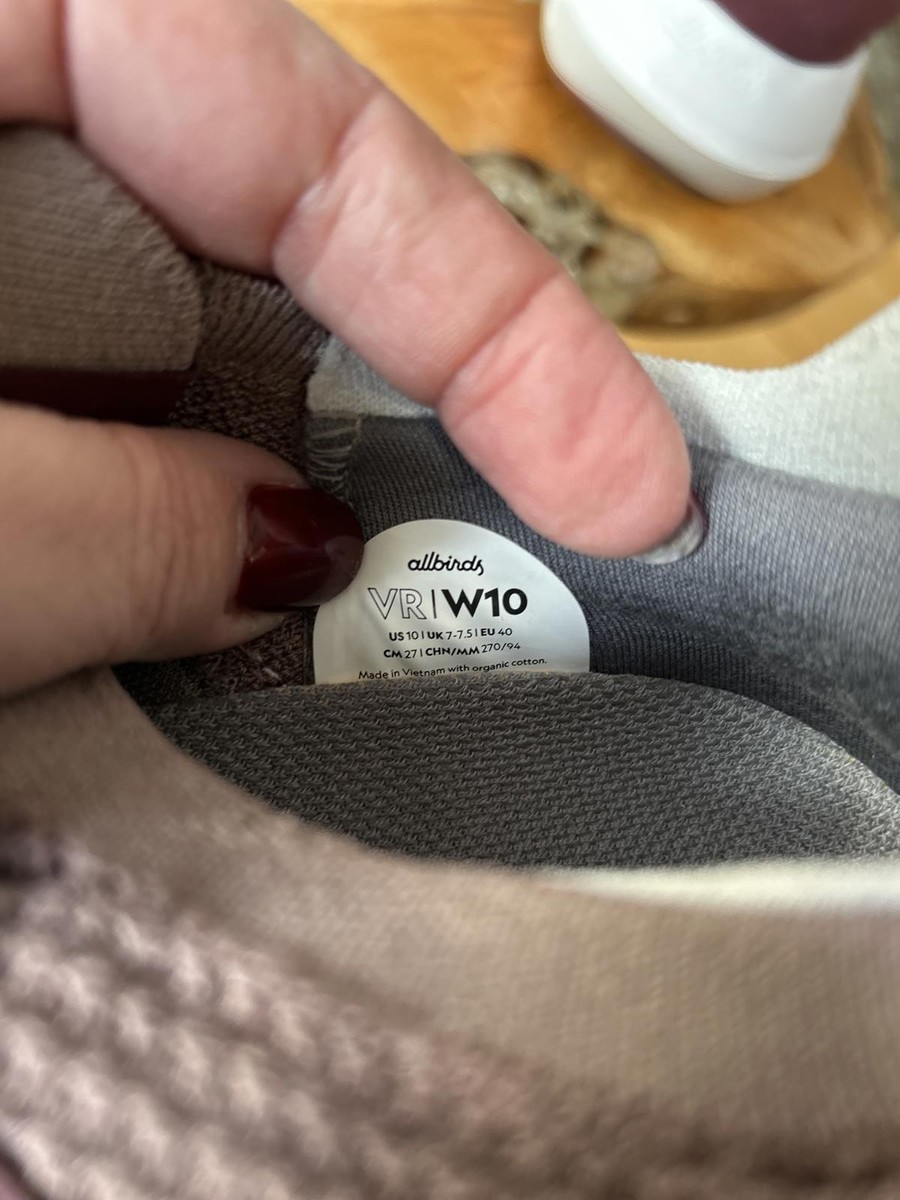 allbirds
VR|W10
US 10 | UK 7-7.5 | EU 40
CM 27 | CHN/MM 270/94
Made in Vietnam with organic cotton.